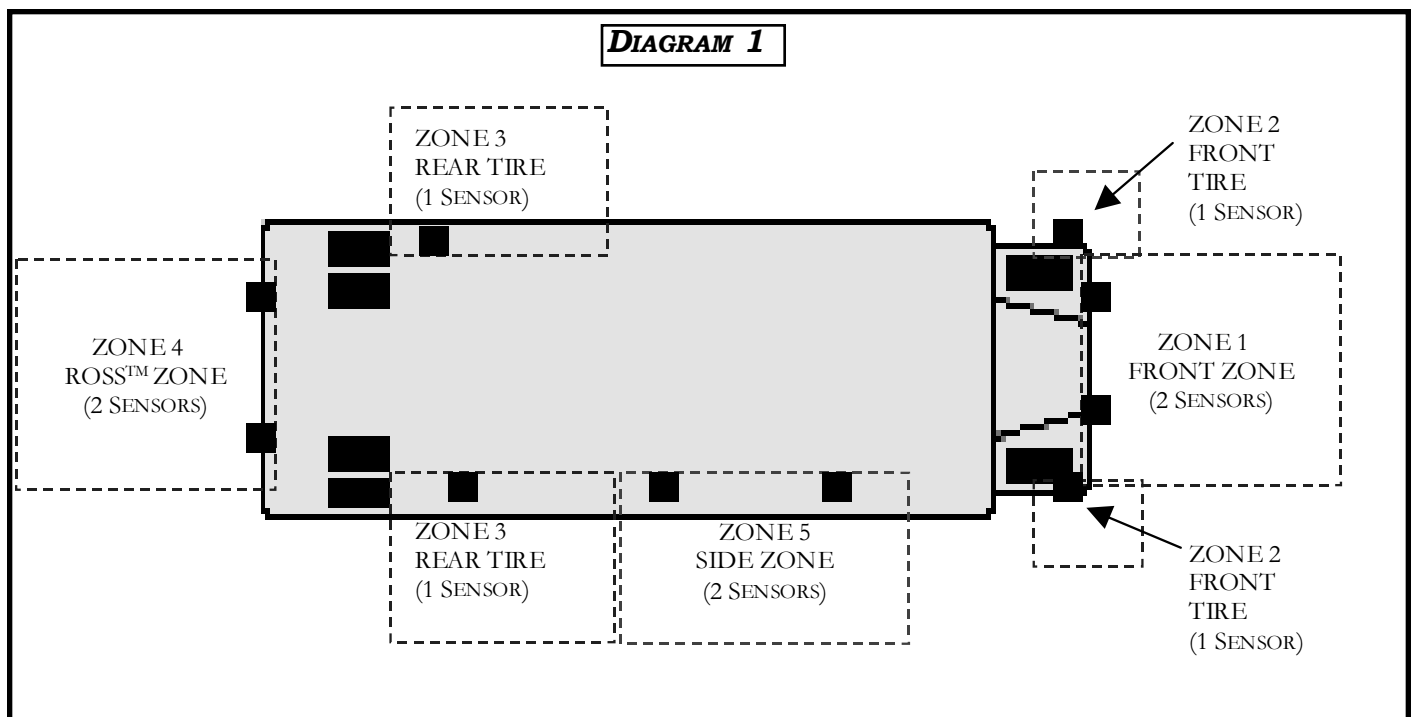 DIAGRAM 1
ZONE 3
REAR TIRE
(1 SENSOR)
ZONE 2
FRONT
TIRE
(1 SENSOR)
ZONE 4
ROSS™ ZONE
(2 SENSORS)
ZONE 1
FRONT ZONE
(2 SENSORS)
ZONE 3
REAR TIRE
(1 SENSOR)
ZONE 5
SIDE ZONE
(2 SENSORS)
ZONE 2
FRONT
TIRE
(1 SENSOR)